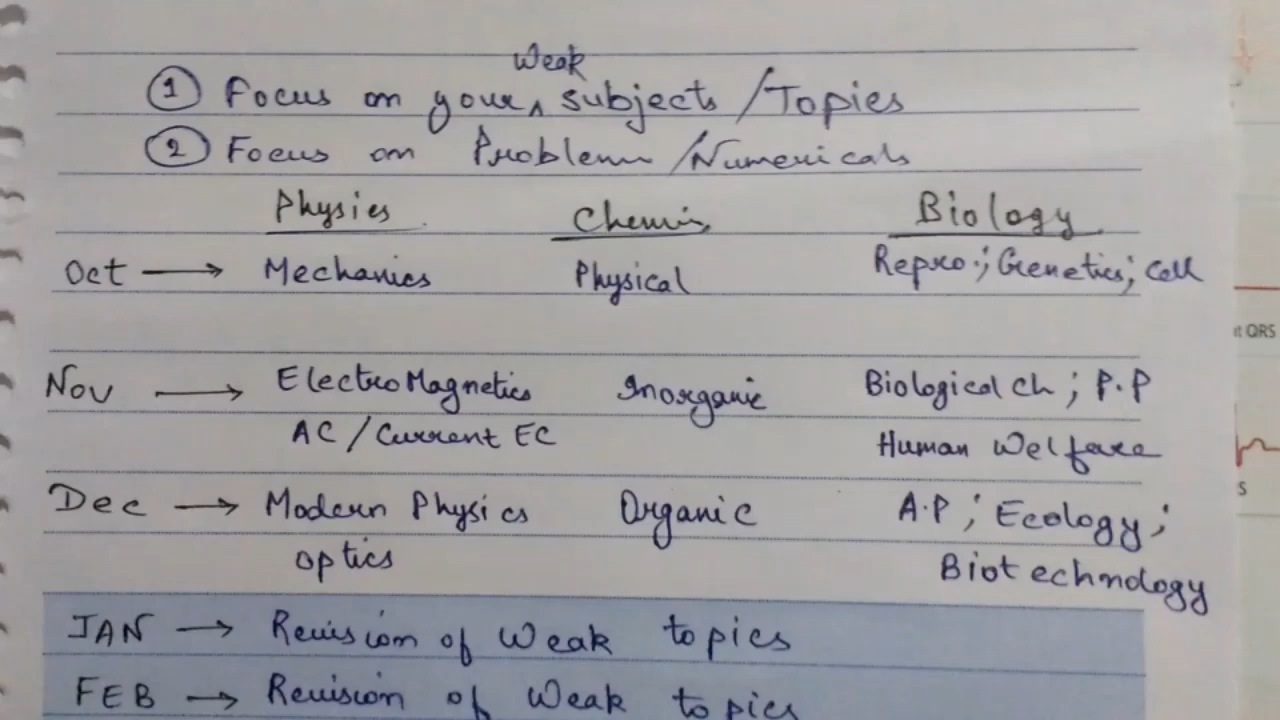 ① Focus on your ^ Weak subjects /Topics
② Focus on Problem /Numericals
Physics Chemis Biology
Oct → Mechanics Physical Repro.; Genetics; Cell
Nov → ElectroMagnetics Inorganic Biological Ch ; P.P
AC / Current EC Human Welfare
Dec → Modern Physics Organic A.P ; Ecology ;
optics Biotechnology
JAN → Revision of Weak topics
FEB → Revision of Weak topics
t QRS
S